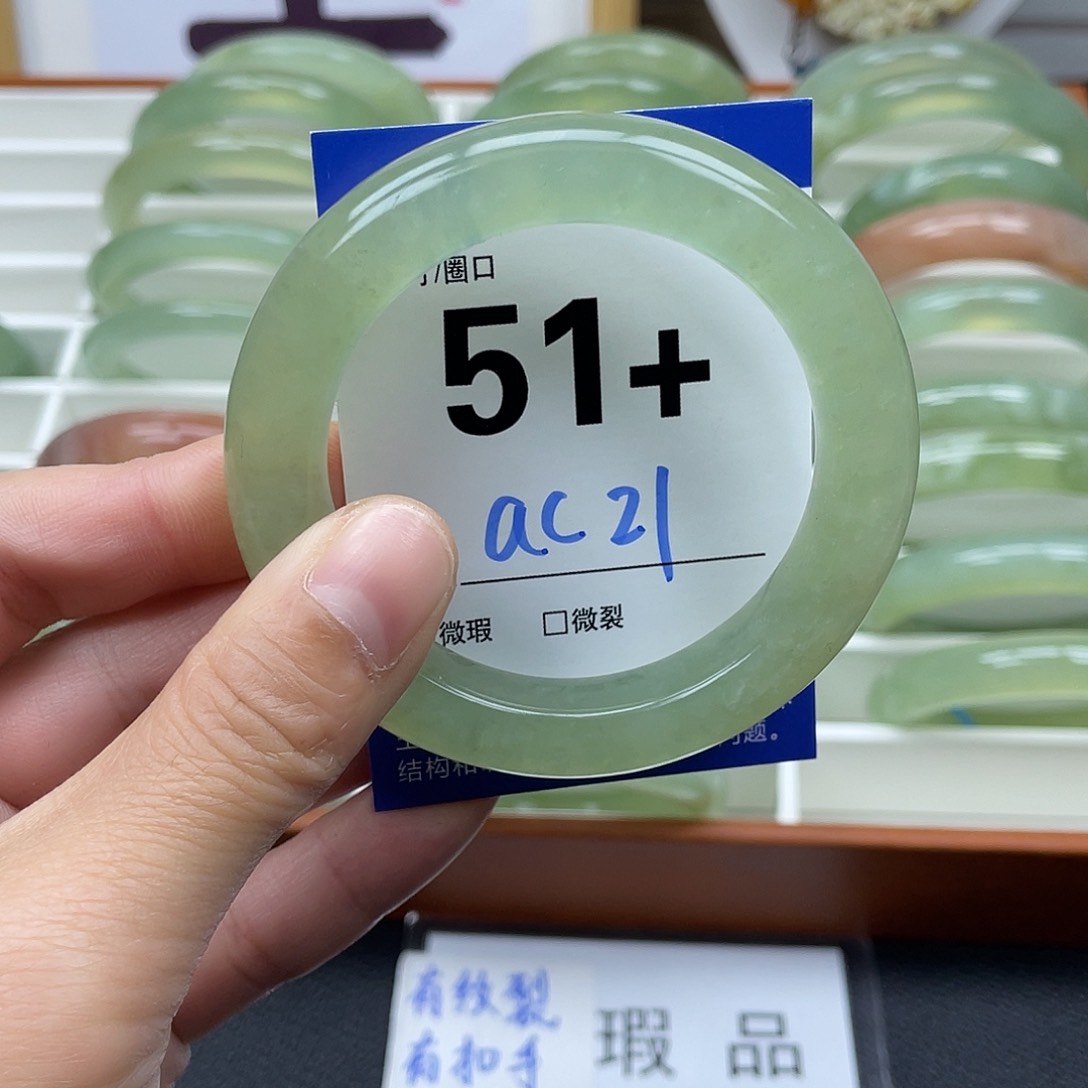 /圈口
51+
ac21
微瑕 □微裂
题。
结构和
有纹裂
有扣手
瑕品